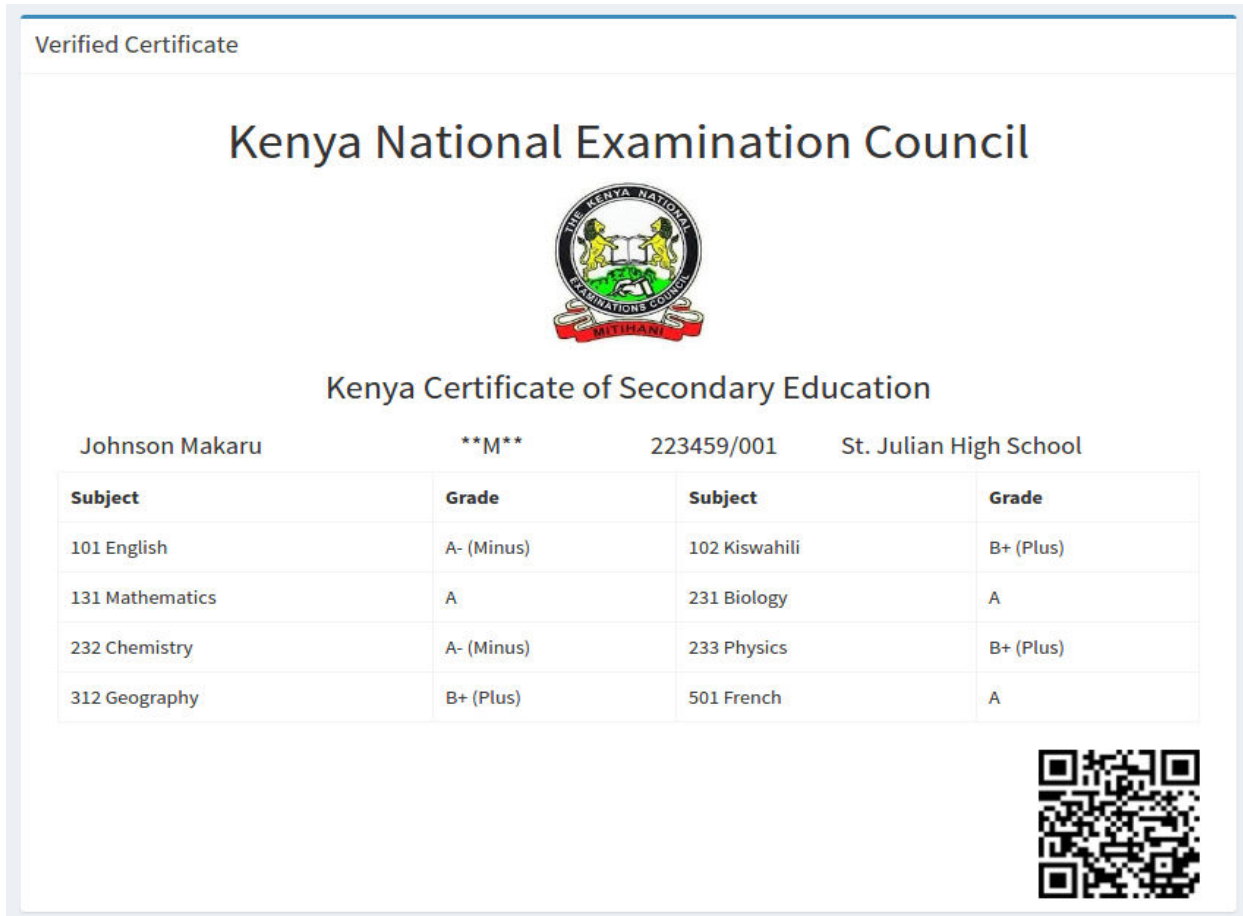 Verified Certificate
Kenya National Examination Council
THE KENYA NATIONAL
EXAMINATIONS COUNCIL
MITIHANI
Kenya Certificate of Secondary Education
Johnson Makaru **M** 223459/001 St. Julian High School
Subject Grade Subject Grade
101 English A- (Minus) 102 Kiswahili B+ (Plus)
131 Mathematics A 231 Biology A
232 Chemistry A- (Minus) 233 Physics B+ (Plus)
312 Geography B+ (Plus) 501 French A